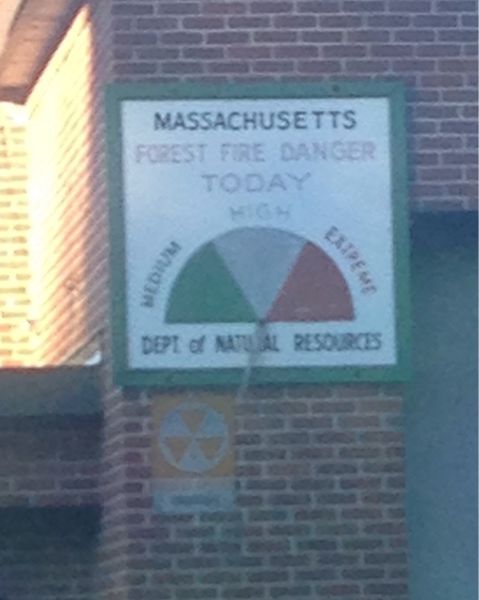 MASSACHUSETTS
FOREST FIRE DANGER
TODAY
HIGH
MEDIUM
EXTREME
DEPT. of NATURAL RESOURCES